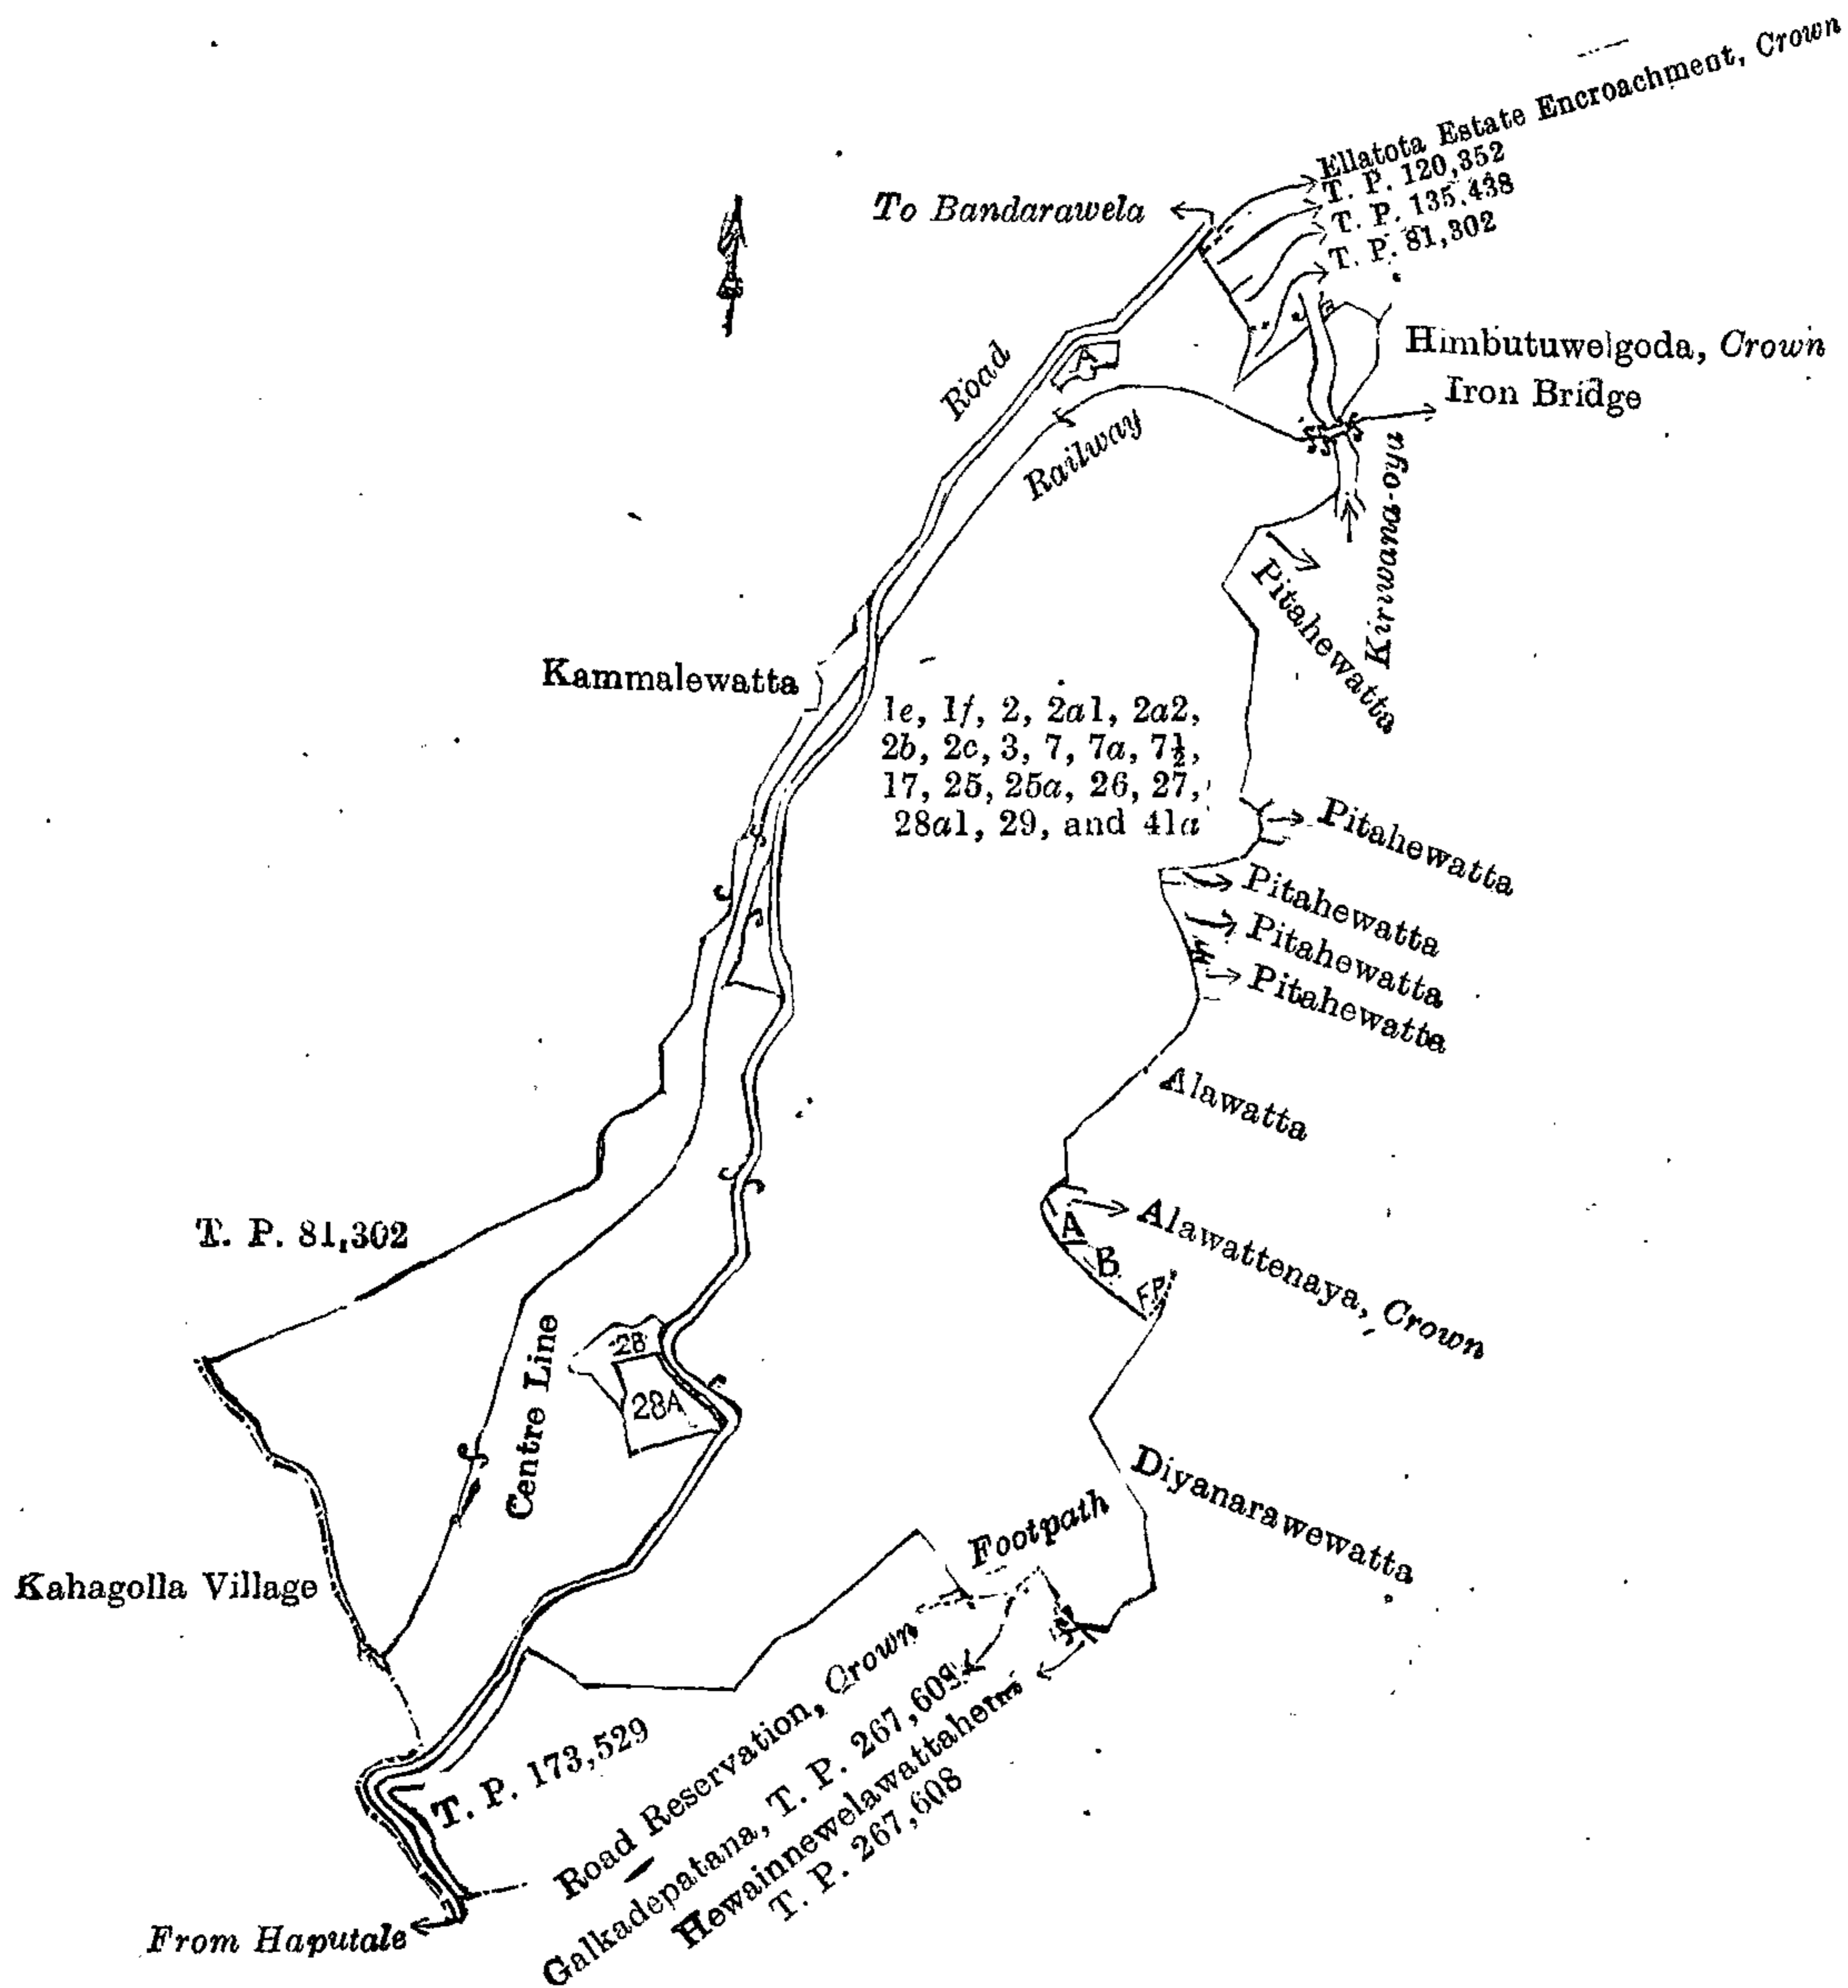 Ellatota Estate Encroachment, Crown
T. P. 120,352
T. P. 135,438
T. P. 81,302
To Bandarawela
Himbutuwelgoda, Crown
Iron Bridge
A
Road
Railway
Kiriwana-oya
Pitahewatta
Kammalewatta
1e, 1f, 2, 2a1, 2a2,
2b, 2c, 3, 7, 7a, 7½,
17, 25, 25a, 26, 27,
28a1, 29, and 41a
Pitahewatta
Pitahewatta
Pitahewatta
Pitahewatta
Alawatta
T. P. 81,302
A
B
F.P.
Alawattenaya, Crown
28
28A
Centre Line
Diyanarawewatta
Footpath
Kahagolla Village
T. P. 173,529
Road Reservation, Crown
Galkadepatana, T. P. 267,609
Hewainnewelawattahena
T. P. 267,608
From Haputale